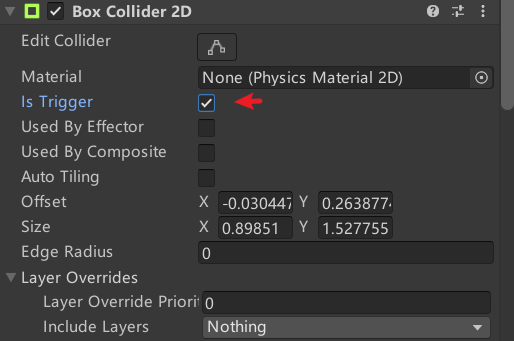 Box Collider 2D
Edit Collider
Material None (Physics Material 2D)
Is Trigger
Used By Effector
Used By Composite
Auto Tiling
Offset X -0.030447 Y 0.2638774
Size X 0.89851 Y 1.527755
Edge Radius 0
Layer Overrides
Layer Override Priorit 0
Include Layers Nothing